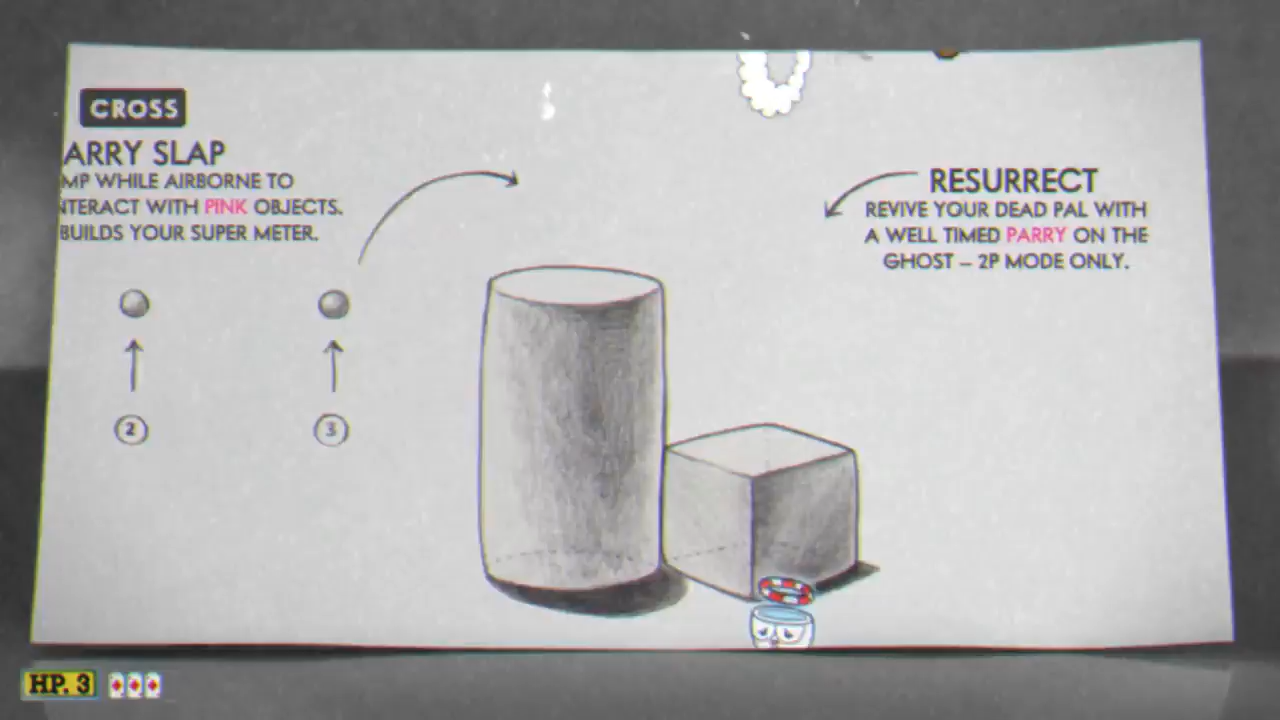 CROSS
ARRY SLAP
MP WHILE AIRBORNE TO
NTERACT WITH PINK OBJECTS.
BUILDS YOUR SUPER METER.
2
3
RESURRECT
REVIVE YOUR DEAD PAL WITH
A WELL TIMED PARRY ON THE
GHOST – 2P MODE ONLY.
HP. 3